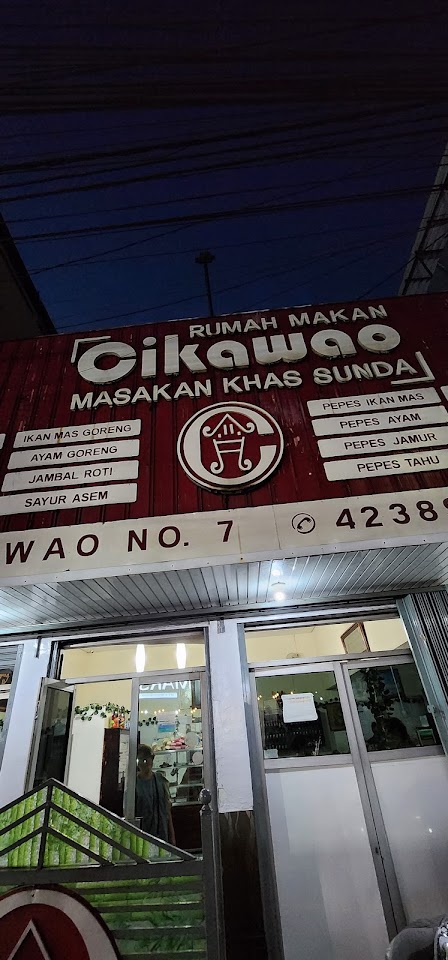 RUMAH MAKAN
Cikawao
MASAKAN KHAS SUNDA
IKAN MAS GORENG
AYAM GORENG
JAMBAL ROTI
SAYUR ASEM
PEPES IKAN MAS
PEPES AYAM
PEPES JAMUR
PEPES TAHU
WAO NO. 7 4238